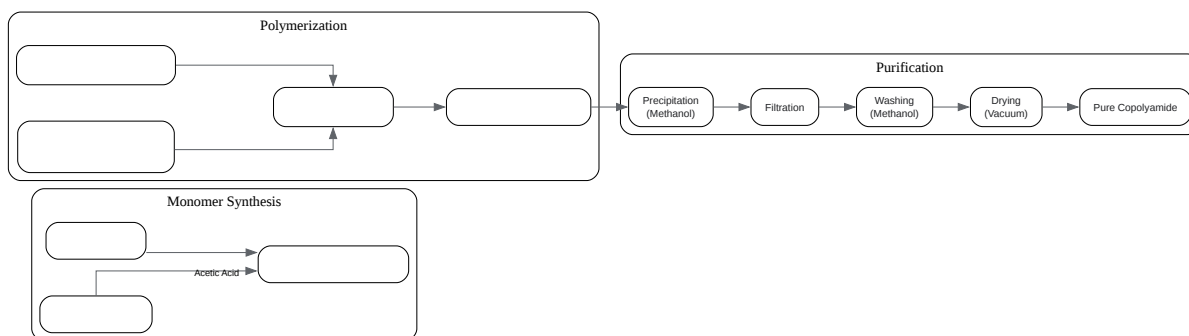 Polymerization
Purification
Precipitation
(Methanol)
Filtration
Washing
(Methanol)
Drying
(Vacuum)
Pure Copolyamide
Monomer Synthesis
Acetic Acid